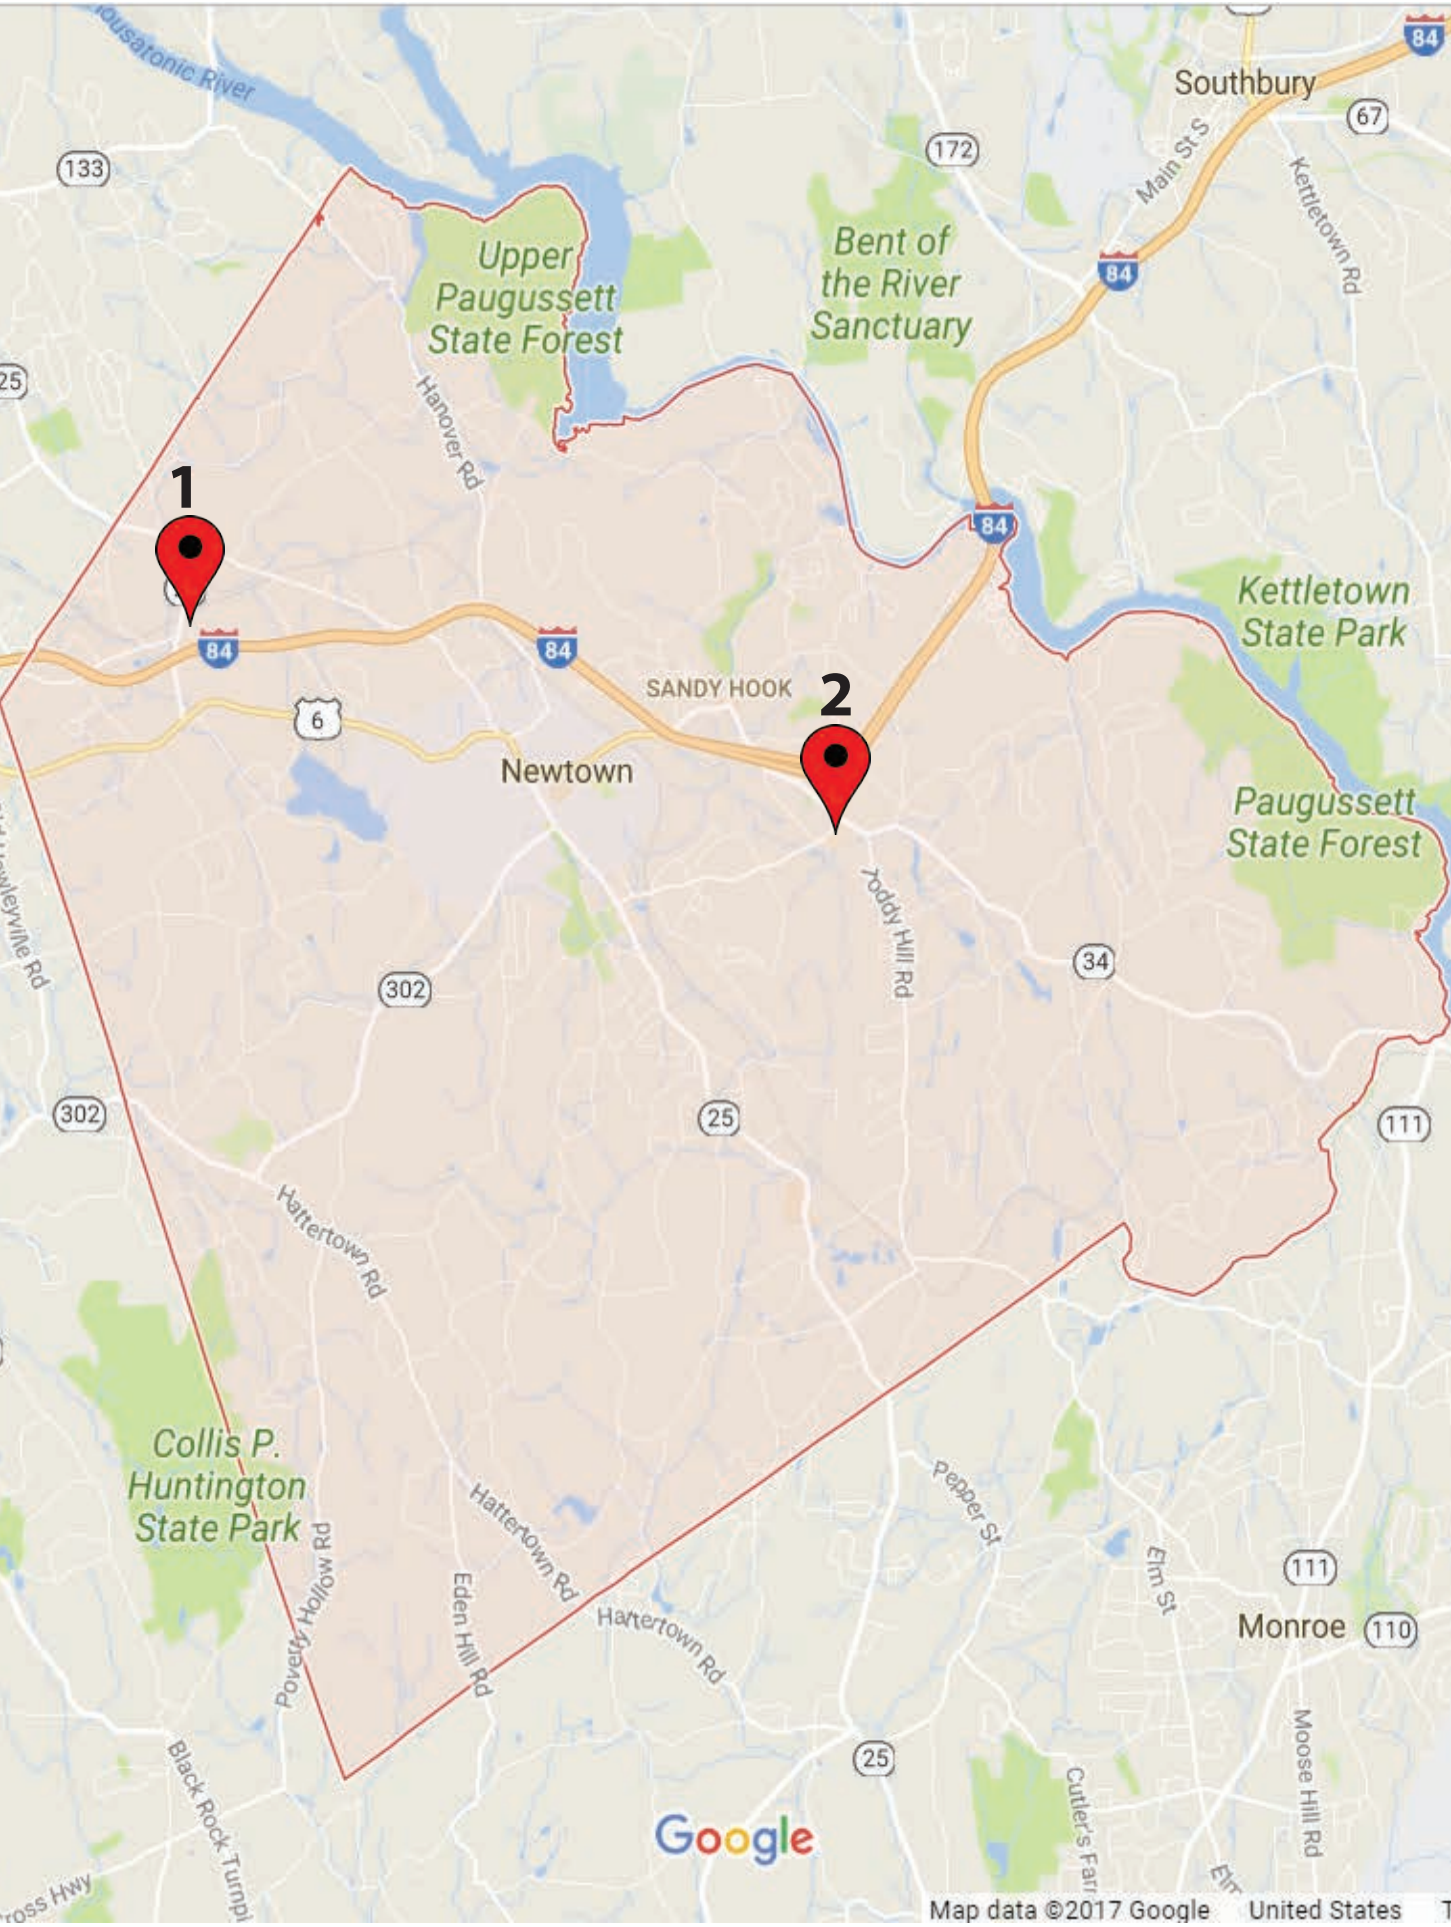 Southbury
84
67
133
172
Main St S
Kettletown Rd
84
Upper
Paugussett
State Forest
Bent of
the River
Sanctuary
25
Hanover Rd
1
84
84
84
Kettletown
State Park
SANDY HOOK
2
6
Newtown
Paugussett
State Forest
Toddy Hill Rd
34
302
302
25
111
Hattertown Rd
Collis P.
Huntington
State Park
Hattertown Rd
Poverty Hollow Rd
Eden Hill Rd
Hattertown Rd
Pepper St
Elm St
111
Monroe
110
25
Black Rock Turnpi
Moose Hill Rd
Cutler's Farr
Google
Elm
Map data ©2017 Google United States